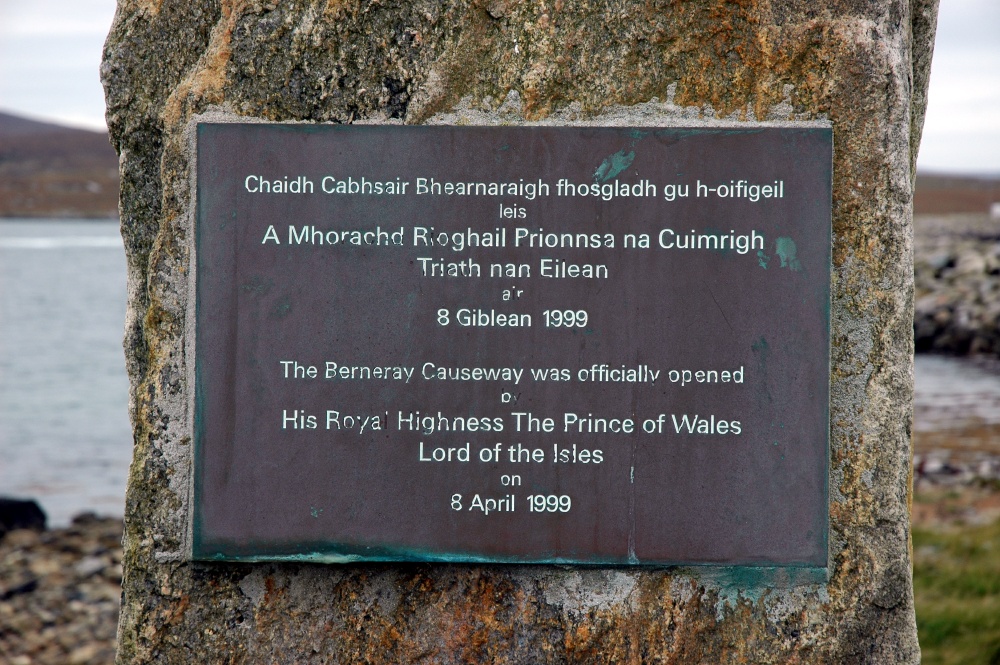 Chaidh Cabhsair Bhearnaraigh fhosgladh gu h-oifigeil
leis
A Mhorachd Rioghail Prionnsa na Cuimrigh
Triath nan Eilean
air
8 Giblean 1999
The Berneray Causeway was officially opened
by
His Royal Highness The Prince of Wales
Lord of the Isles
on
8 April 1999